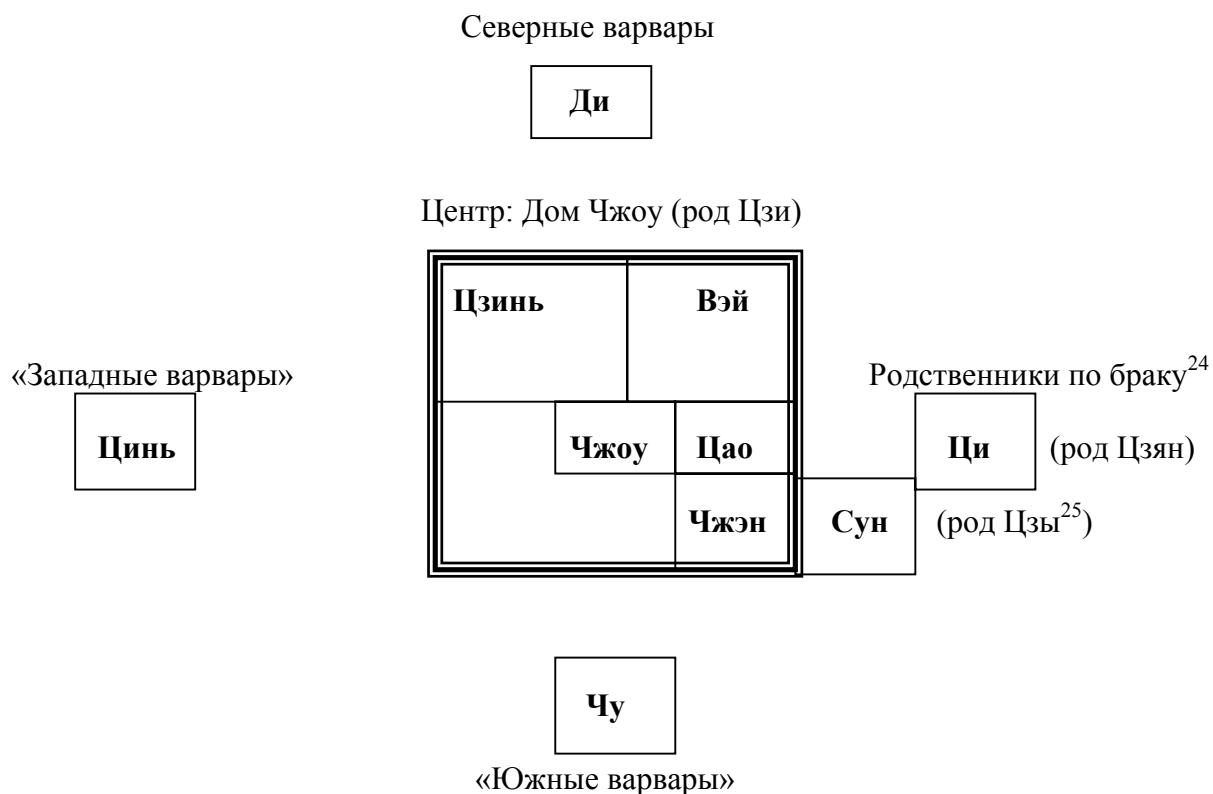 Северные варвары
Ди
Центр: Дом Чжоу (род Цзи)
Цзинь Вэй
«Западные варвары» Родственники по браку24
Цинь Чжоу Цао Ци (род Цзян)
Чжэн Сун (род Цзы25)
Чу
«Южные варвары»